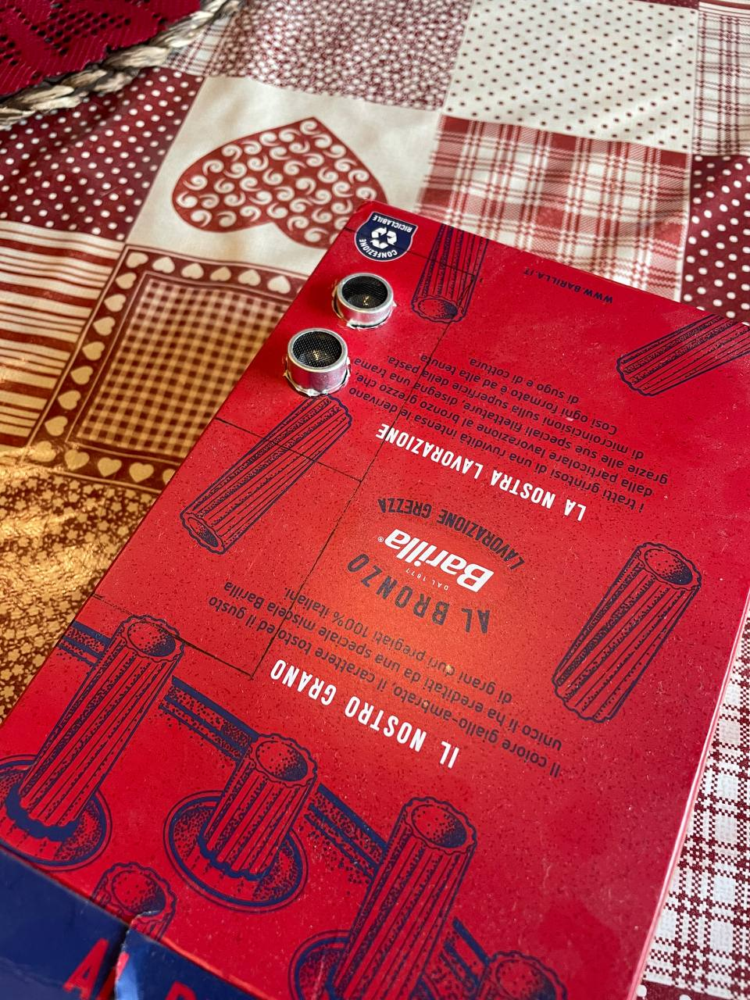 IL NOSTRO GRANO
Il colore giallo-ambrato, il carattere tosto ed il gusto
unico li ha ereditati da una speciale miscela Barilla
di grani duri pregiati 100% italiani.
AL BRONZO
DAL 1877
Barilla®
LAVORAZIONE GREZZA
LA NOSTRA LAVORAZIONE
I tratti grintosi di una ruvidità intensa le derivano
dalla particolare lavorazione al bronzo grezzo che,
grazie alle sue speciali filettature, disegna una trama
di microincisioni sulla superficie della pasta.
Così ogni formato è ad alta tenuta
di sugo e di cottura
WWW.BARILLA.IT
CONFEZIONE
RICICLABILE